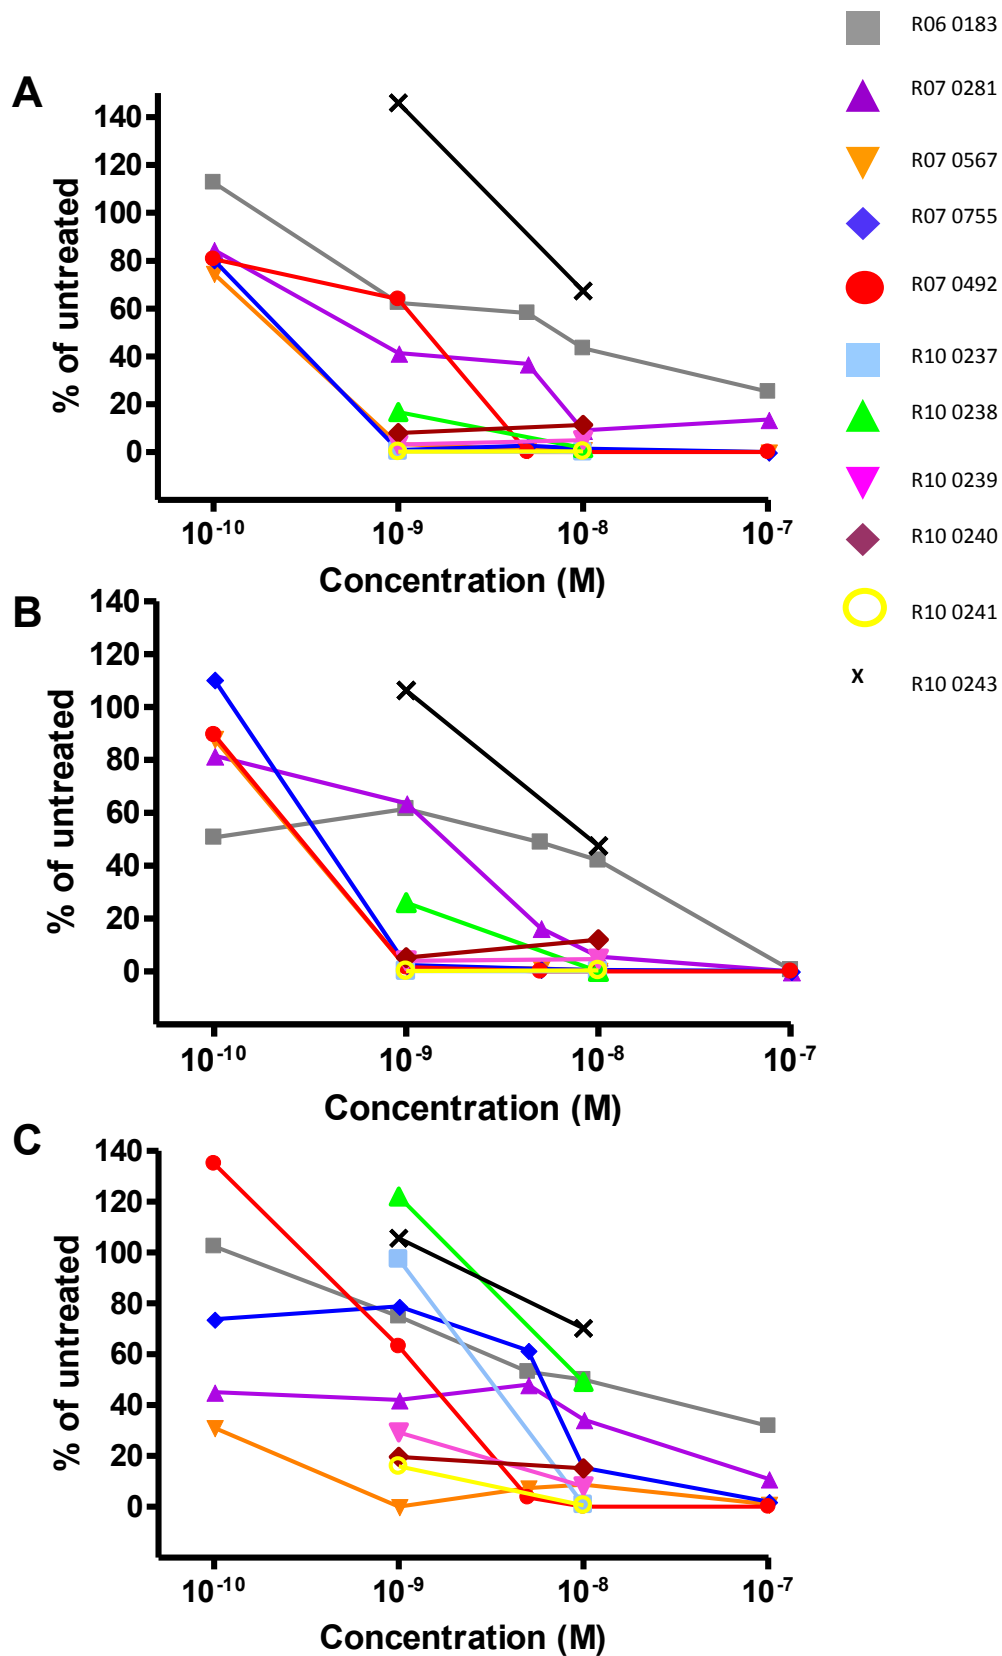 A
% of untreated
140
120
100
80
60
40
20
0
10-10
10-9
10-8
10-7
Concentration (M)
B
% of untreated
140
120
100
80
60
40
20
0
10-10
10-9
10-8
10-7
Concentration (M)
C
% of untreated
140
120
100
80
60
40
20
0
10-10
10-9
10-8
10-7
Concentration (M)
R06 0183
R07 0281
R07 0567
R07 0755
R07 0492
R10 0237
R10 0238
R10 0239
R10 0240
R10 0241
x R10 0243